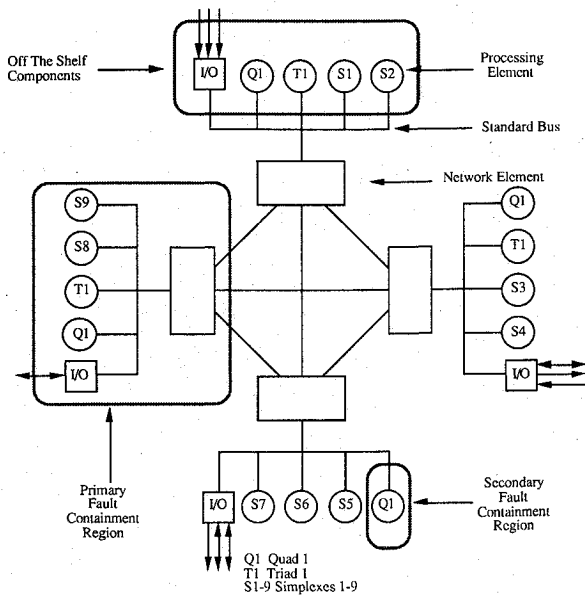 Off The Shelf
Components
I/O
Q1
T1
S1
S2
Processing
Element
Standard Bus
Network Element
S9
S8
T1
Q1
I/O
Q1
T1
S3
S4
I/O
Primary
Fault
Containment
Region
I/O
S7
S6
S5
Q1
Secondary
Fault
Containment
Region
Q1 Quad 1
T1 Triad 1
S1-9 Simplexes 1-9